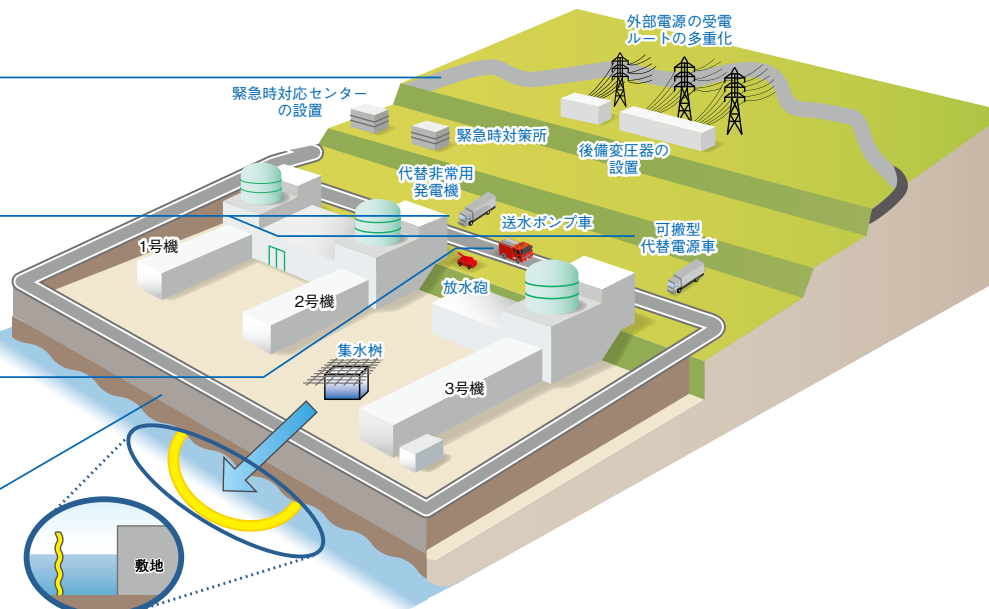 外部電源の受電
ルートの多重化
緊急時対応センター
の設置
緊急時対策所
後備変圧器の
設置
代替非常用
発電機
送水ポンプ車
可搬型
代替電源車
1号機
放水砲
2号機
集水桝
3号機
敷地